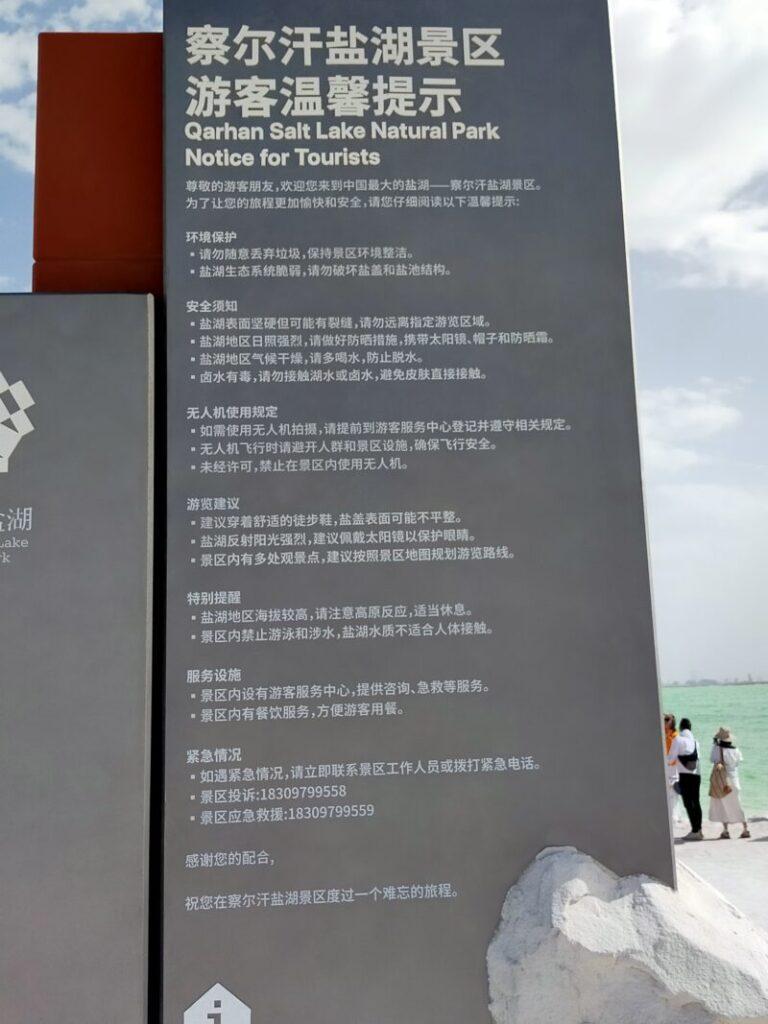 察尔汗盐湖景区
游客温馨提示
Qarhan Salt Lake Natural Park
Notice for Tourists
尊敬的游客朋友,欢迎您来到中国最大的盐湖——察尔汗盐湖景区。
为了让您的旅程更加愉快和安全,请您仔细阅读以下温馨提示:
环境保护
▪ 请勿随意丢弃垃圾,保持景区环境整洁。
▪ 盐湖生态系统脆弱,请勿破坏盐盖和盐池结构。
安全须知
▪ 盐湖表面坚硬但可能有裂缝,请勿远离指定游览区域。
▪ 盐湖地区日照强烈,请做好防晒措施,携带太阳镜、帽子和防晒霜。
▪ 盐湖地区气候干燥,请多喝水,防止脱水。
▪ 卤水有毒,请勿接触湖水或卤水,避免皮肤直接接触。
无人机使用规定
▪ 如需使用无人机拍摄,请提前到游客服务中心登记并遵守相关规定。
▪ 无人机飞行时请避开人群和景区设施,确保飞行安全。
▪ 未经许可,禁止在景区内使用无人机。
游览建议
▪ 建议穿着舒适的徒步鞋,盐盖表面可能不平整。
▪ 盐湖反射阳光强烈,建议佩戴太阳镜以保护眼睛。
▪ 景区内有多处观景点,建议按照景区地图规划游览路线。
特别提醒
▪ 盐湖地区海拔较高,请注意高原反应,适当休息。
▪ 景区内禁止游泳和涉水,盐湖水质不适合人体接触。
服务设施
▪ 景区内设有游客服务中心,提供咨询、急救等服务。
▪ 景区内有餐饮服务,方便游客用餐。
紧急情况
▪ 如遇紧急情况,请立即联系景区工作人员或拨打紧急电话。
▪ 景区投诉:18309799558
▪ 景区应急救援:18309799559
感谢您的配合,
祝您在察尔汗盐湖景区度过一个难忘的旅程。
i
盐湖
Lake